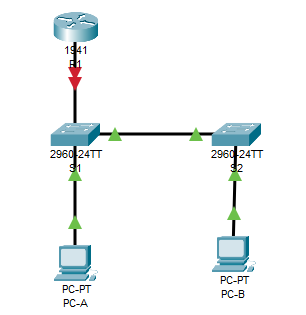 1941
R1
2960-24TT
S1
2960-24TT
S2
PC-PT
PC-A
PC-PT
PC-B